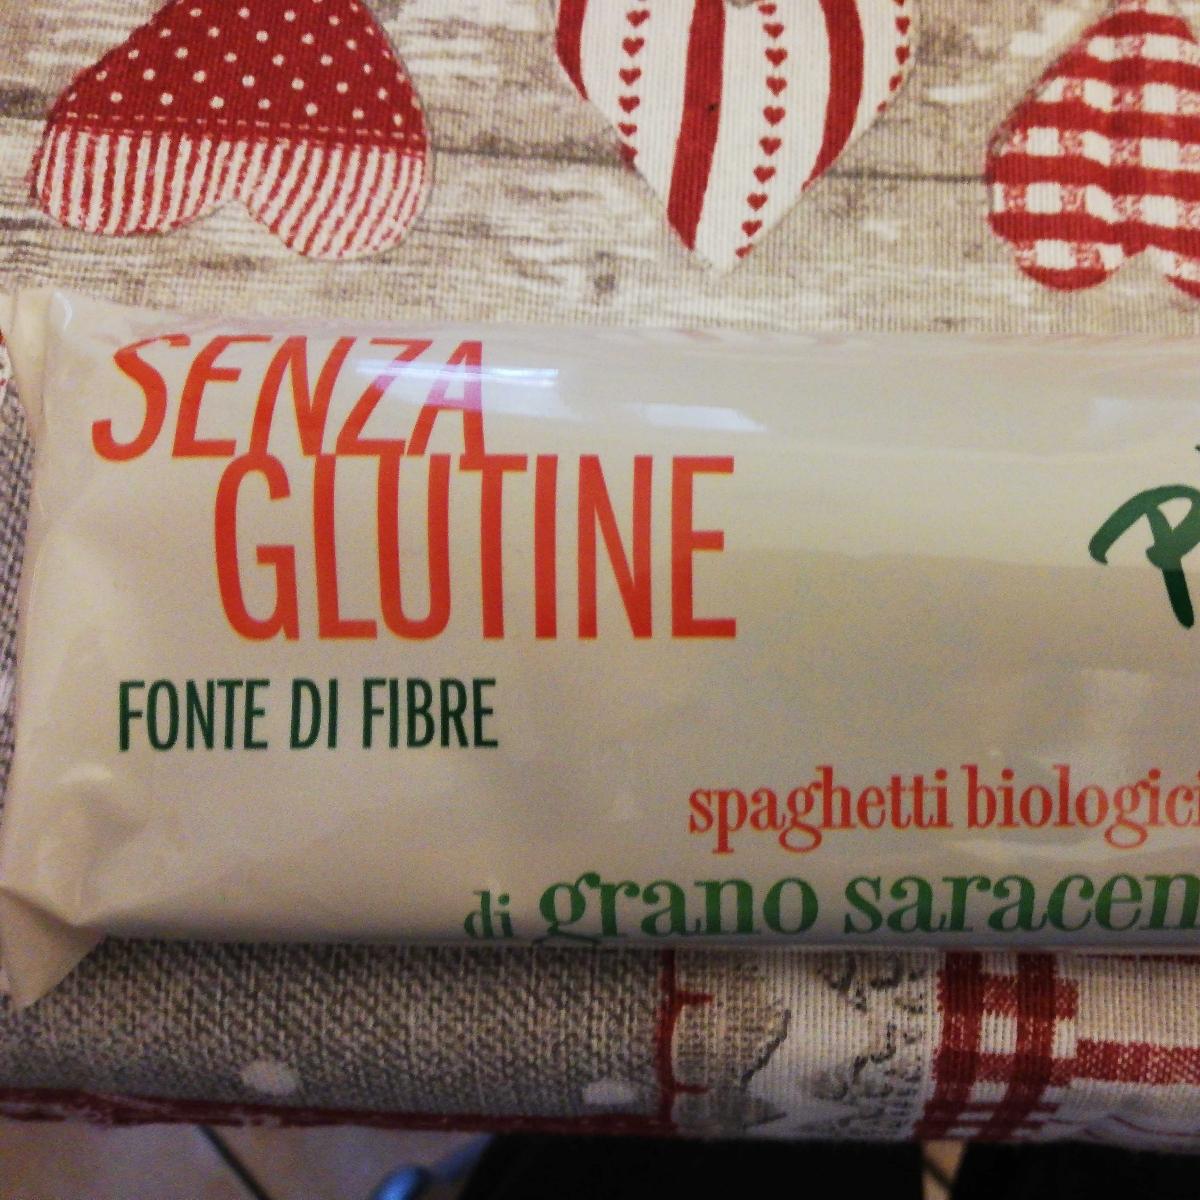 SENZA
GLUTINE
FONTE DI FIBRE
spaghetti biologici
di grano saracen